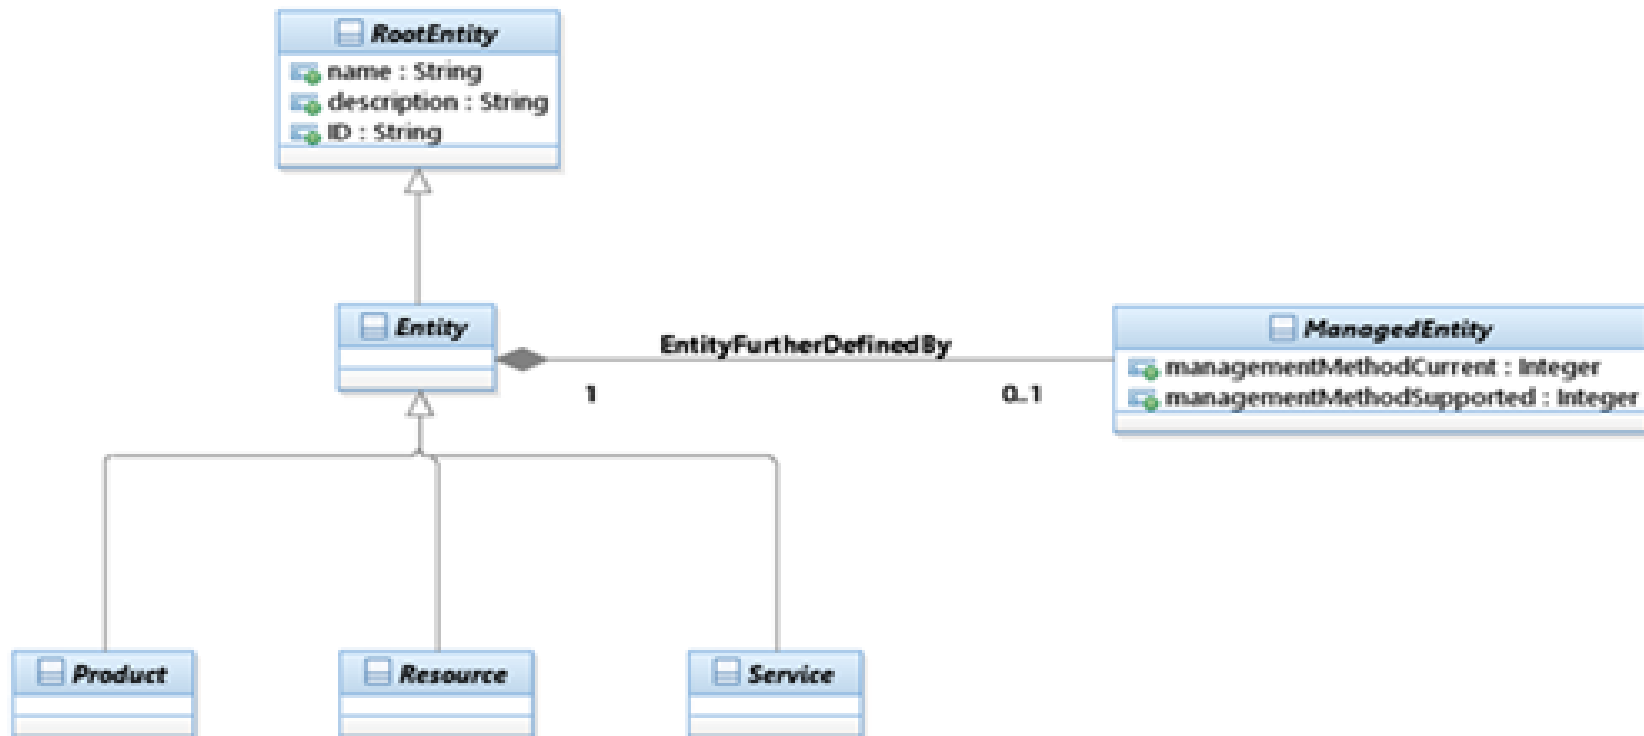 RootEntity
name : String
description : String
ID : String
Entity
EntityFurtherDefinedBy
1
0..1
ManagedEntity
managementMethodCurrent : Integer
managementMethodSupported : Integer
Product
Resource
Service